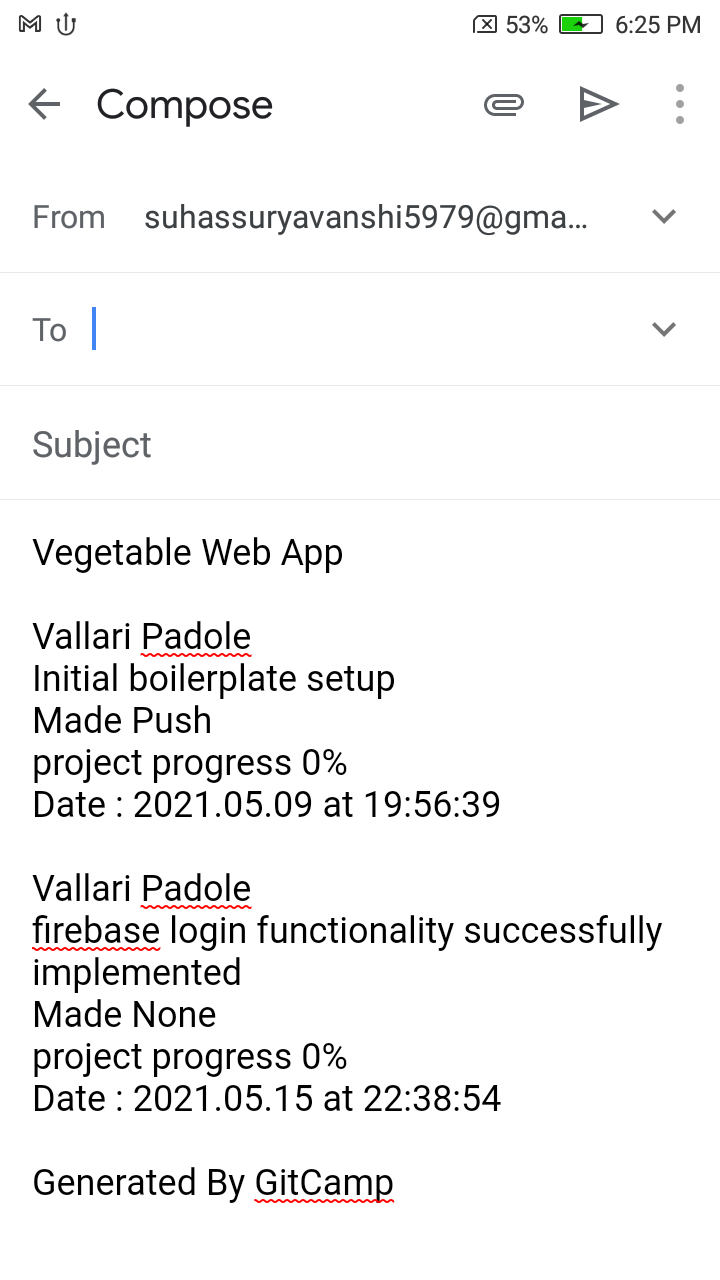 53% 6:25 PM
Compose
From suhassuryavanshi5979@gma...
To
Subject
Vegetable Web App
Vallari Padole
Initial boilerplate setup
Made Push
project progress 0%
Date : 2021.05.09 at 19:56:39
Vallari Padole
firebase login functionality successfully
implemented
Made None
project progress 0%
Date : 2021.05.15 at 22:38:54
Generated By GitCamp